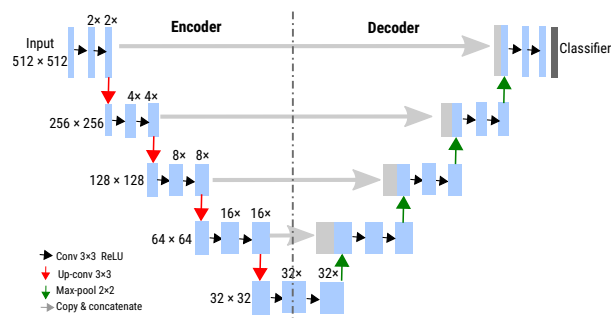 2× 2× Encoder Decoder
Input
512 × 512
Classifier
4× 4×
256 × 256
8× 8×
128 × 128
16× 16×
64 × 64
32× 32×
32 × 32
Conv 3×3 ReLU
Up-conv 3×3
Max-pool 2×2
Copy & concatenate